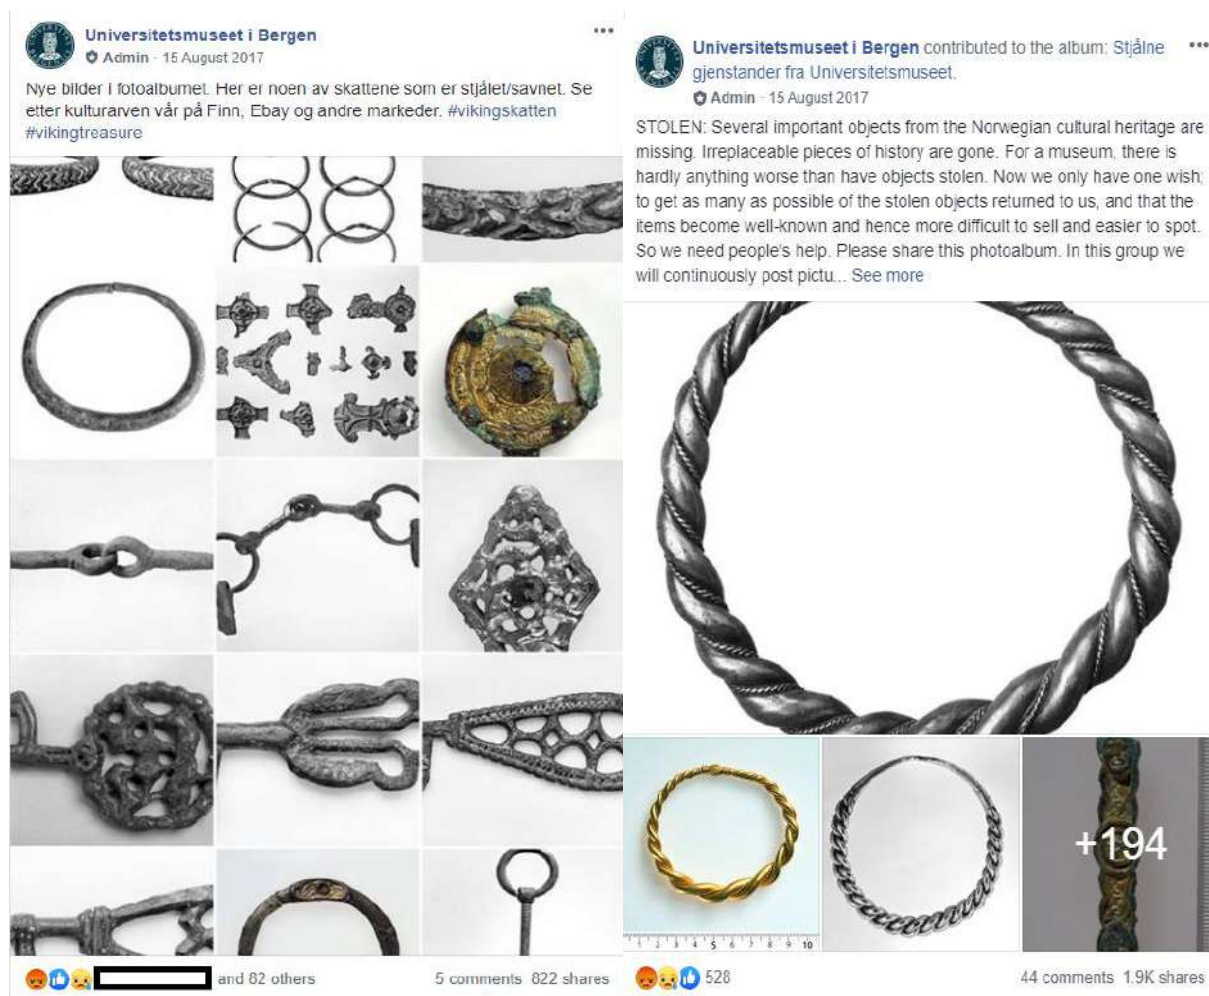 Universitetsmuseet i Bergen
Admin · 15 August 2017
Nye bilder i fotoalbumet. Her er noen av skattene som er stjålet/savnet. Se
etter kulturarven vår på Finn, Ebay og andre markeder. #vikingskatten
#vikingtreasure
and 82 others
5 comments 822 shares
Universitetsmuseet i Bergen contributed to the album: Stjålne
gjenstander fra Universitetsmuseet.
Admin · 15 August 2017
STOLEN: Several important objects from the Norwegian cultural heritage are
missing. Irreplaceable pieces of history are gone. For a museum, there is
hardly anything worse than have objects stolen. Now we only have one wish;
to get as many as possible of the stolen objects returned to us, and that the
items become well-known and hence more difficult to sell and easier to spot.
So we need people's help. Please share this photoalbum. In this group we
will continuously post pictu... See more
1 2 3 4 5 6 7 8 9 10
+194
528
44 comments 1.9K shares